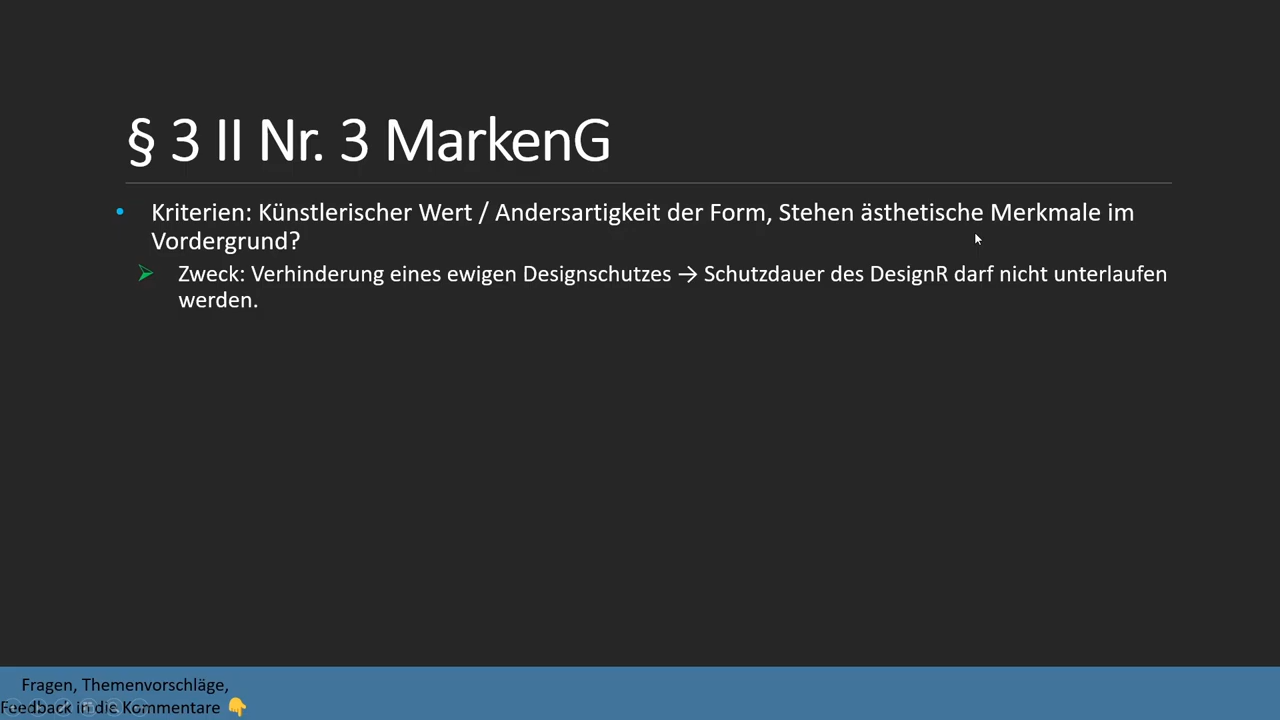 § 3 II Nr. 3 MarkenG
• Kriterien: Künstlerischer Wert / Andersartigkeit der Form, Stehen ästhetische Merkmale im
Vordergrund?
➢ Zweck: Verhinderung eines ewigen Designschutzes → Schutzdauer des DesignR darf nicht unterlaufen
werden.
Fragen, Themenvorschläge,
Feedback in die Kommentare 👇